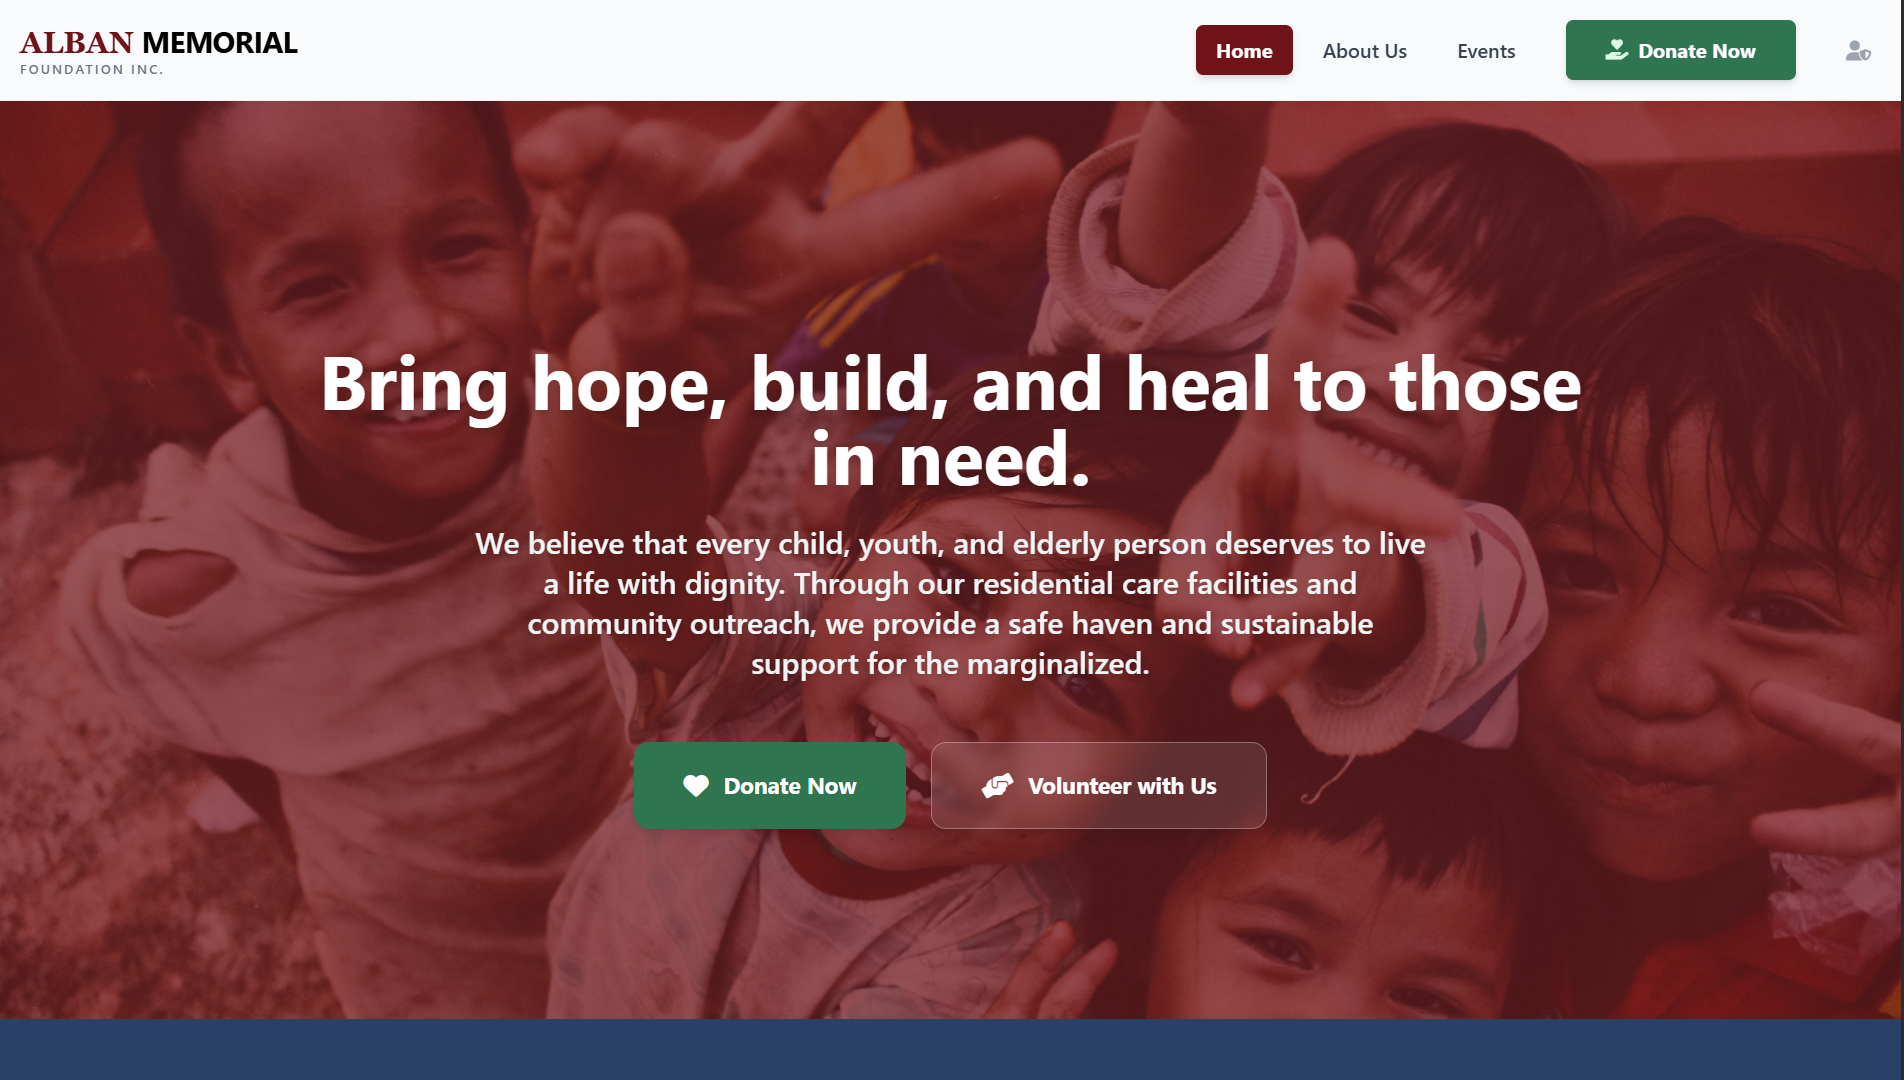 ALBAN MEMORIAL
FOUNDATION INC.
Home
About Us
Events
Donate Now
Bring hope, build, and heal to those
in need.
We believe that every child, youth, and elderly person deserves to live
a life with dignity. Through our residential care facilities and
community outreach, we provide a safe haven and sustainable
support for the marginalized.
Donate Now
Volunteer with Us